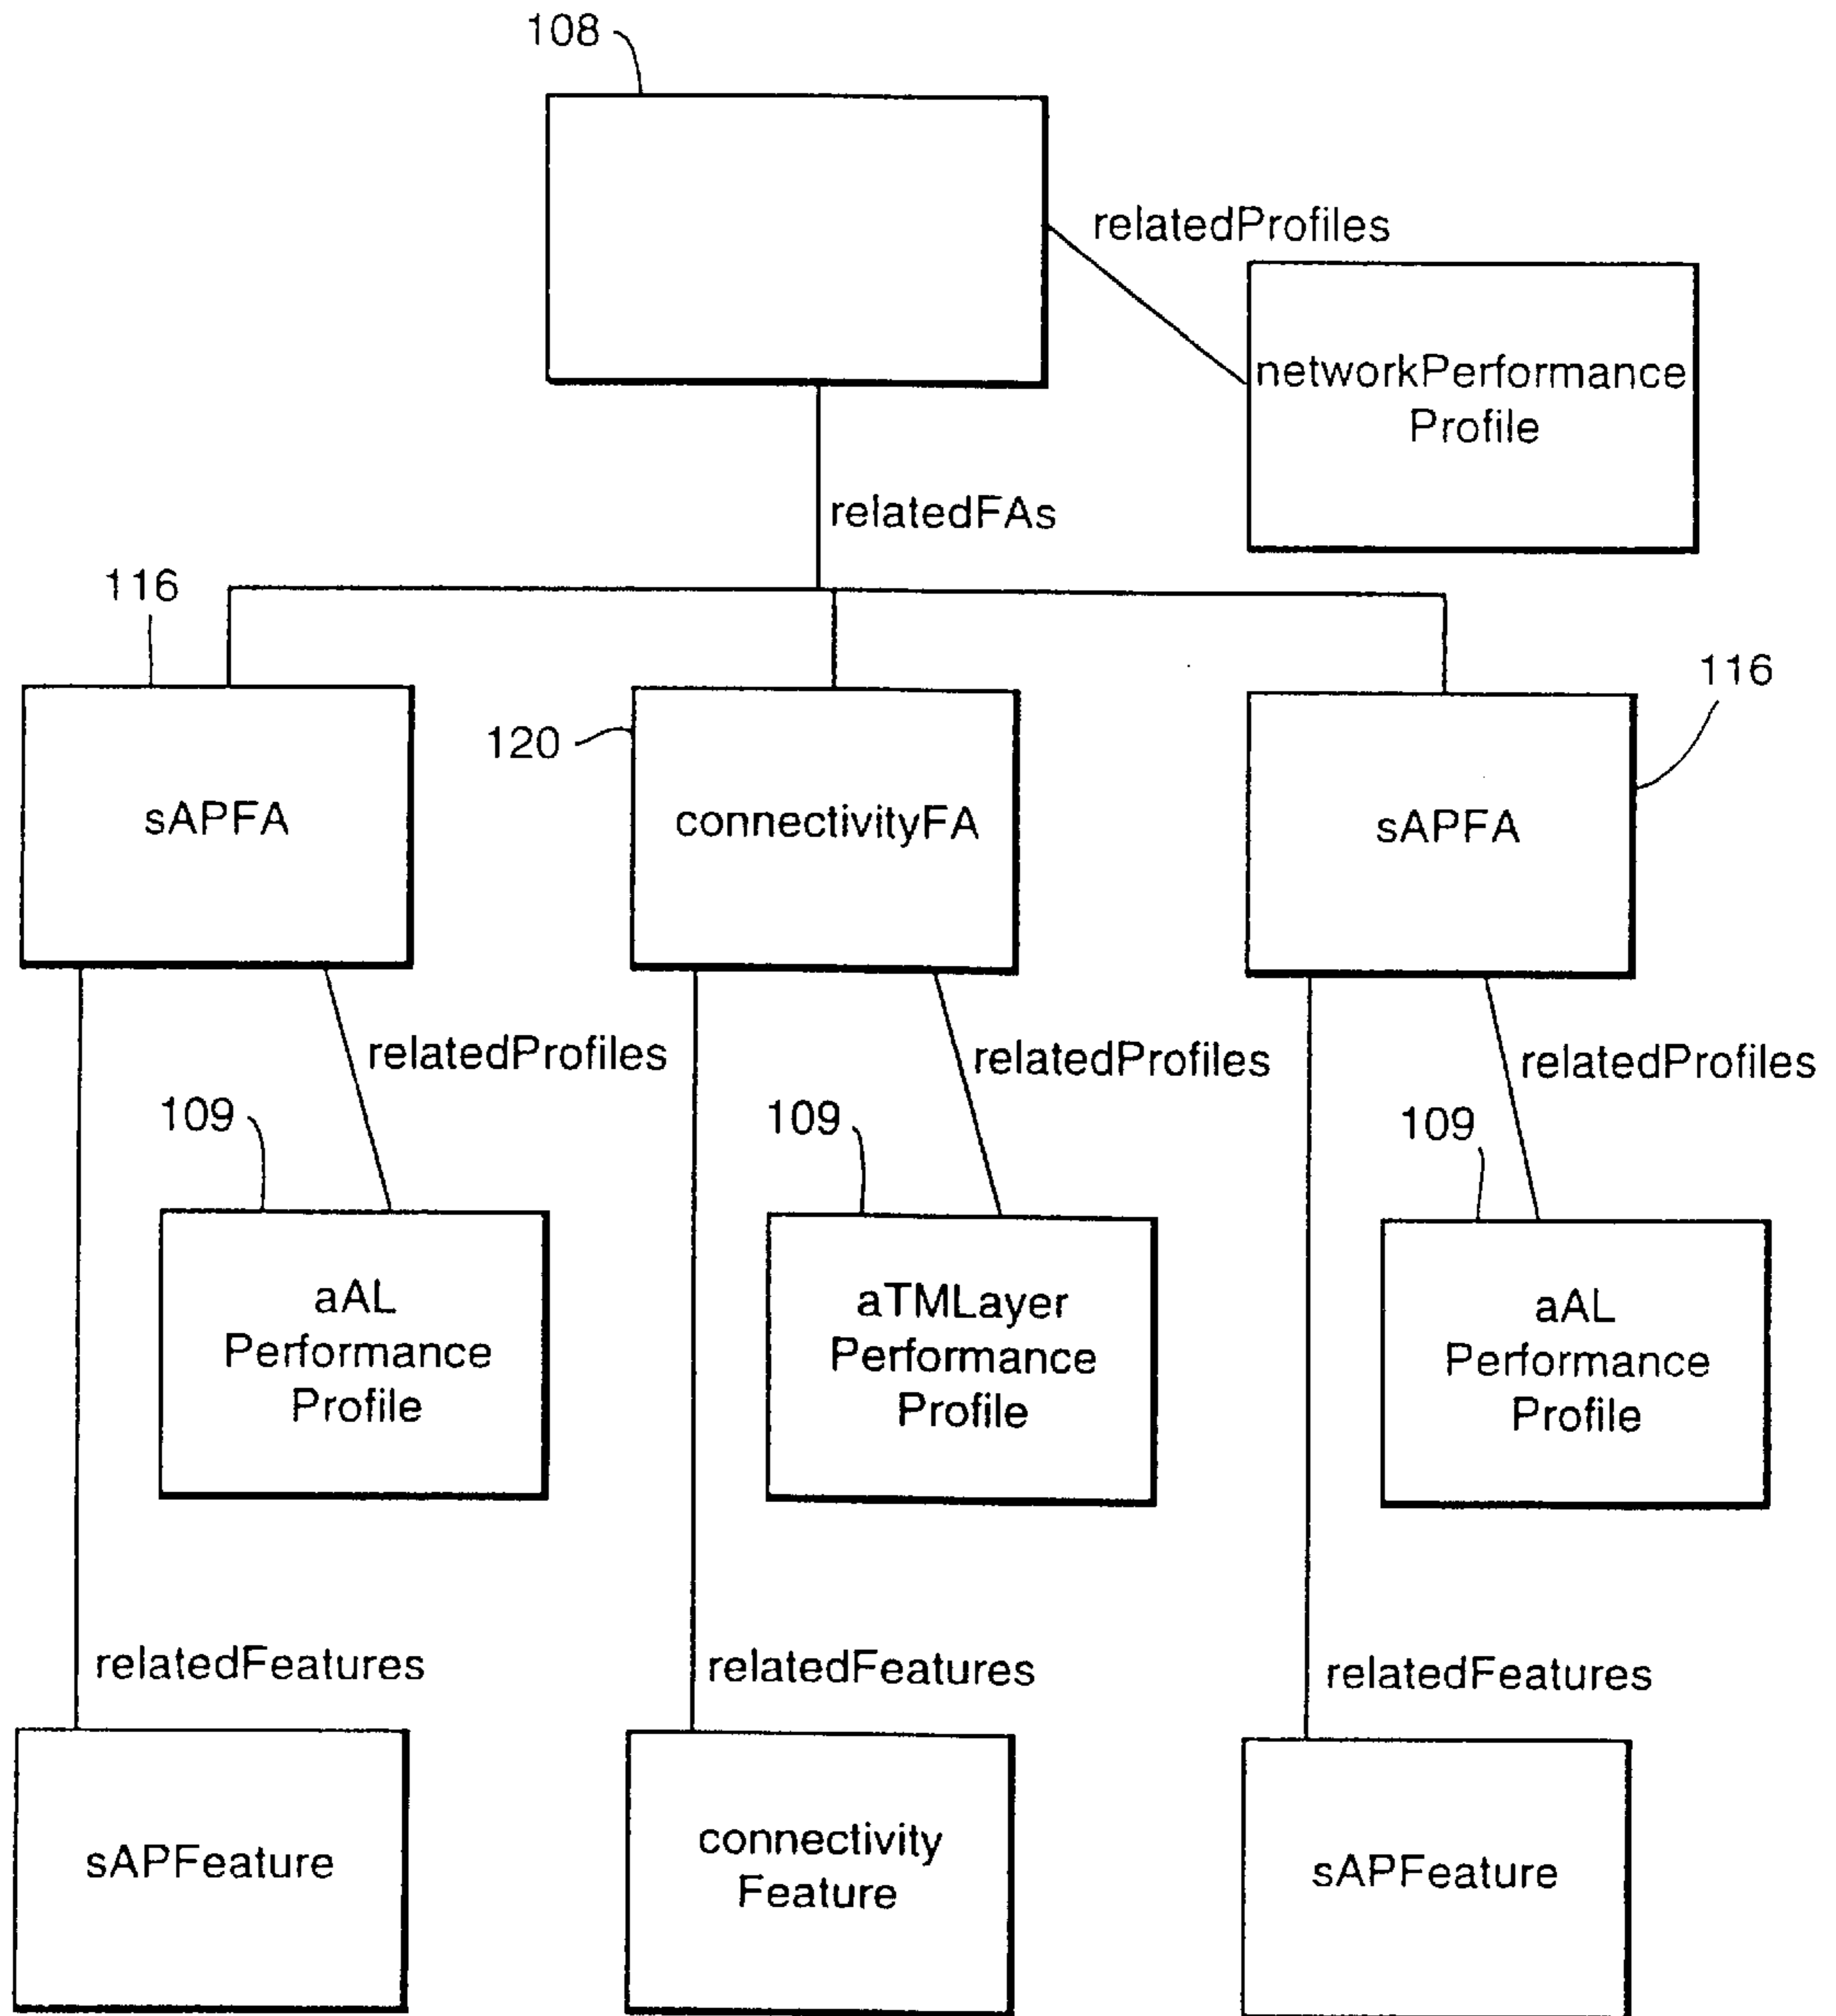 108
relatedProfiles
networkPerformance
Profile
relatedFAs
116
116
120
sAPFA
connectivityFA
sAPFA
relatedProfiles
relatedProfiles
relatedProfiles
109
109
109
aAL
Performance
Profile
aTMLayer
Performance
Profile
aAL
Performance
Profile
relatedFeatures
relatedFeatures
relatedFeatures
sAPFeature
connectivity
Feature
sAPFeature